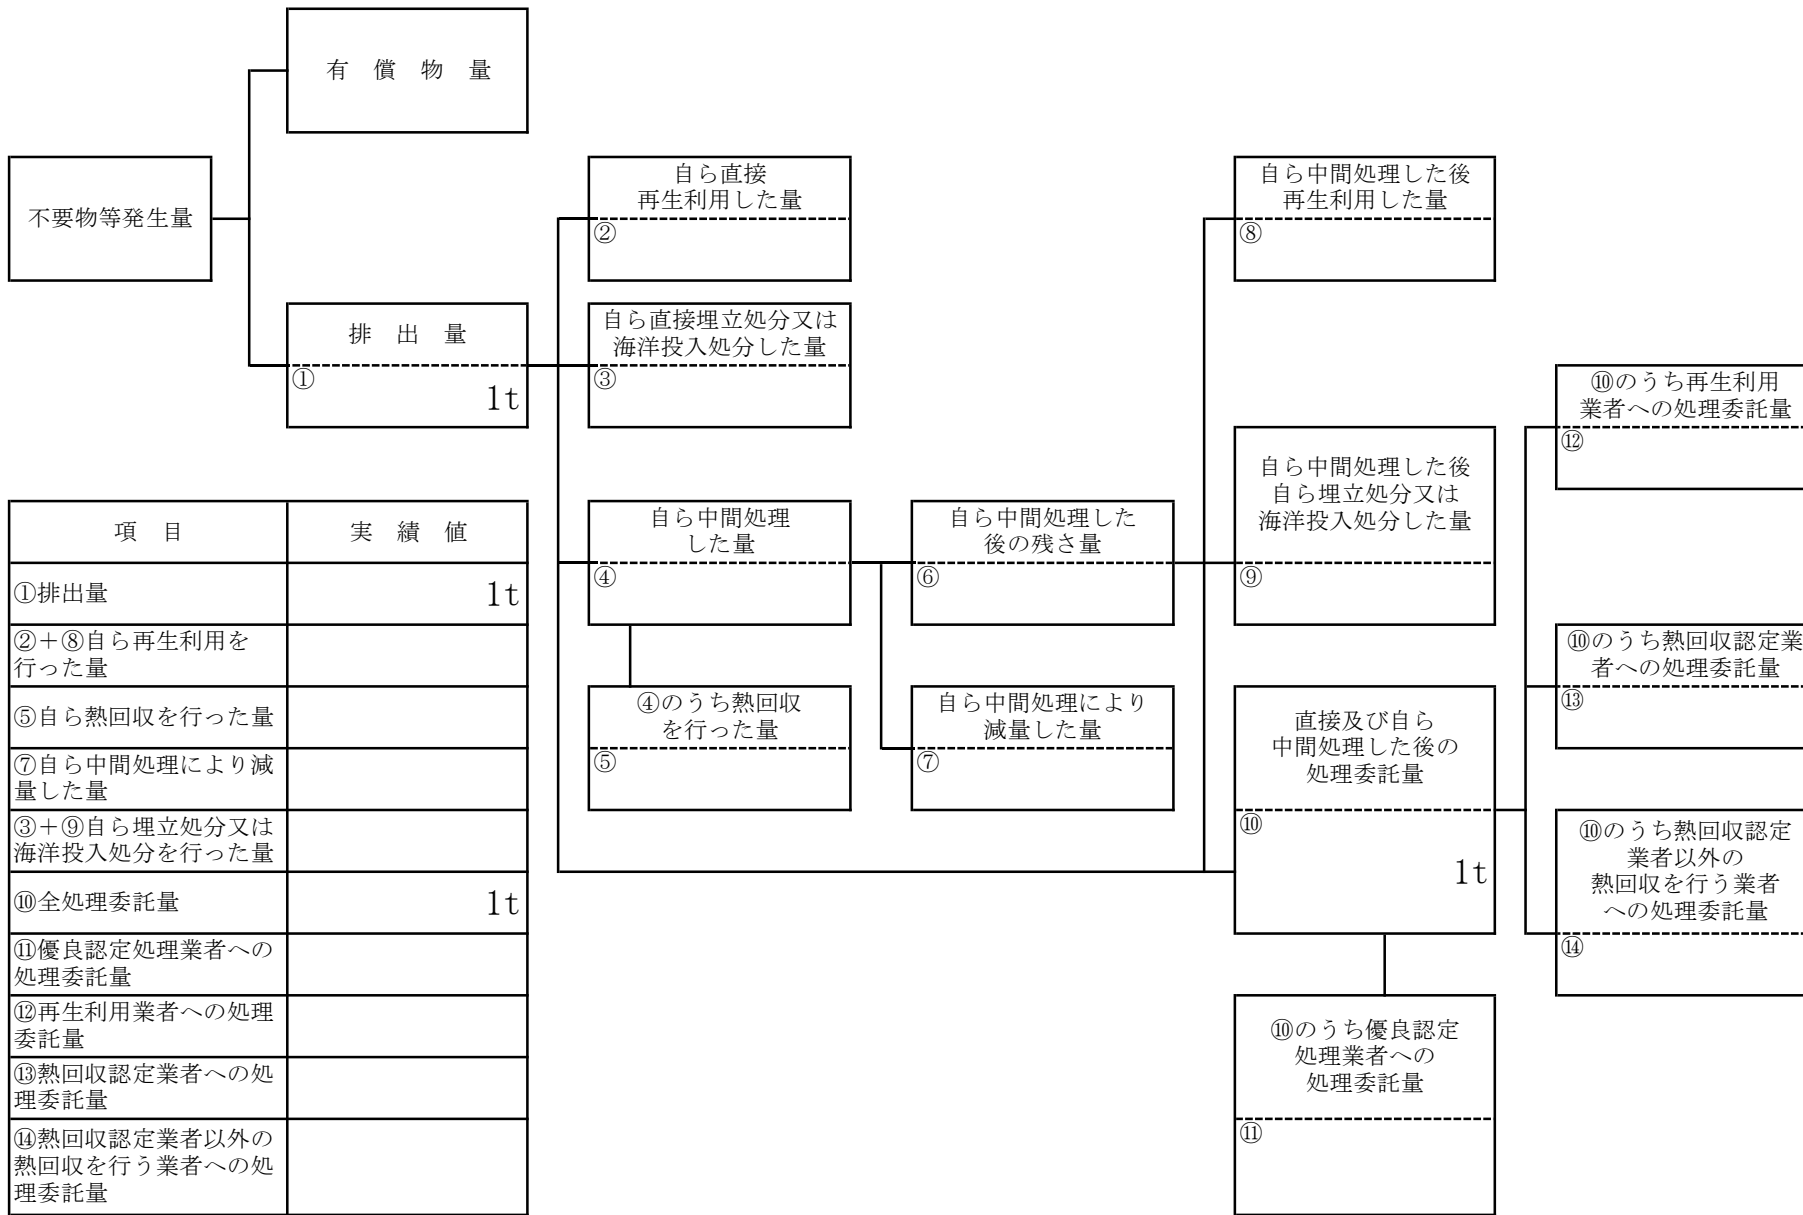 有 償 物 量
不要物等発生量
自ら直接
再生利用した量
②
自ら中間処理した後
再生利用した量
⑧
排 出 量
①
1t
自ら直接埋立処分又は
海洋投入処分した量
③
⑩のうち再生利用
業者への処理委託量
⑫
自ら中間処理した後
自ら埋立処分又は
海洋投入処分した量
⑨
自ら中間処理
した量
④
自ら中間処理した
後の残さ量
⑥
④のうち熱回収
を行った量
⑤
自ら中間処理により
減量した量
⑦
直接及び自ら
中間処理した後の
処理委託量
⑩
1t
⑩のうち熱回収認定業
者への処理委託量
⑬
⑩のうち熱回収認定
業者以外の
熱回収を行う業者
への処理委託量
⑭
⑩のうち優良認定
処理業者への
処理委託量
⑪
項 目
実 績 値
①排出量
1t
②+⑧自ら再生利用を
行った量
⑤自ら熱回収を行った量
⑦自ら中間処理により減
量した量
③+⑨自ら埋立処分又は
海洋投入処分を行った量
⑩全処理委託量
1t
⑪優良認定処理業者への
処理委託量
⑫再生利用業者への処理
委託量
⑬熱回収認定業者への処
理委託量
⑭熱回収認定業者以外の
熱回収を行う業者への処
理委託量